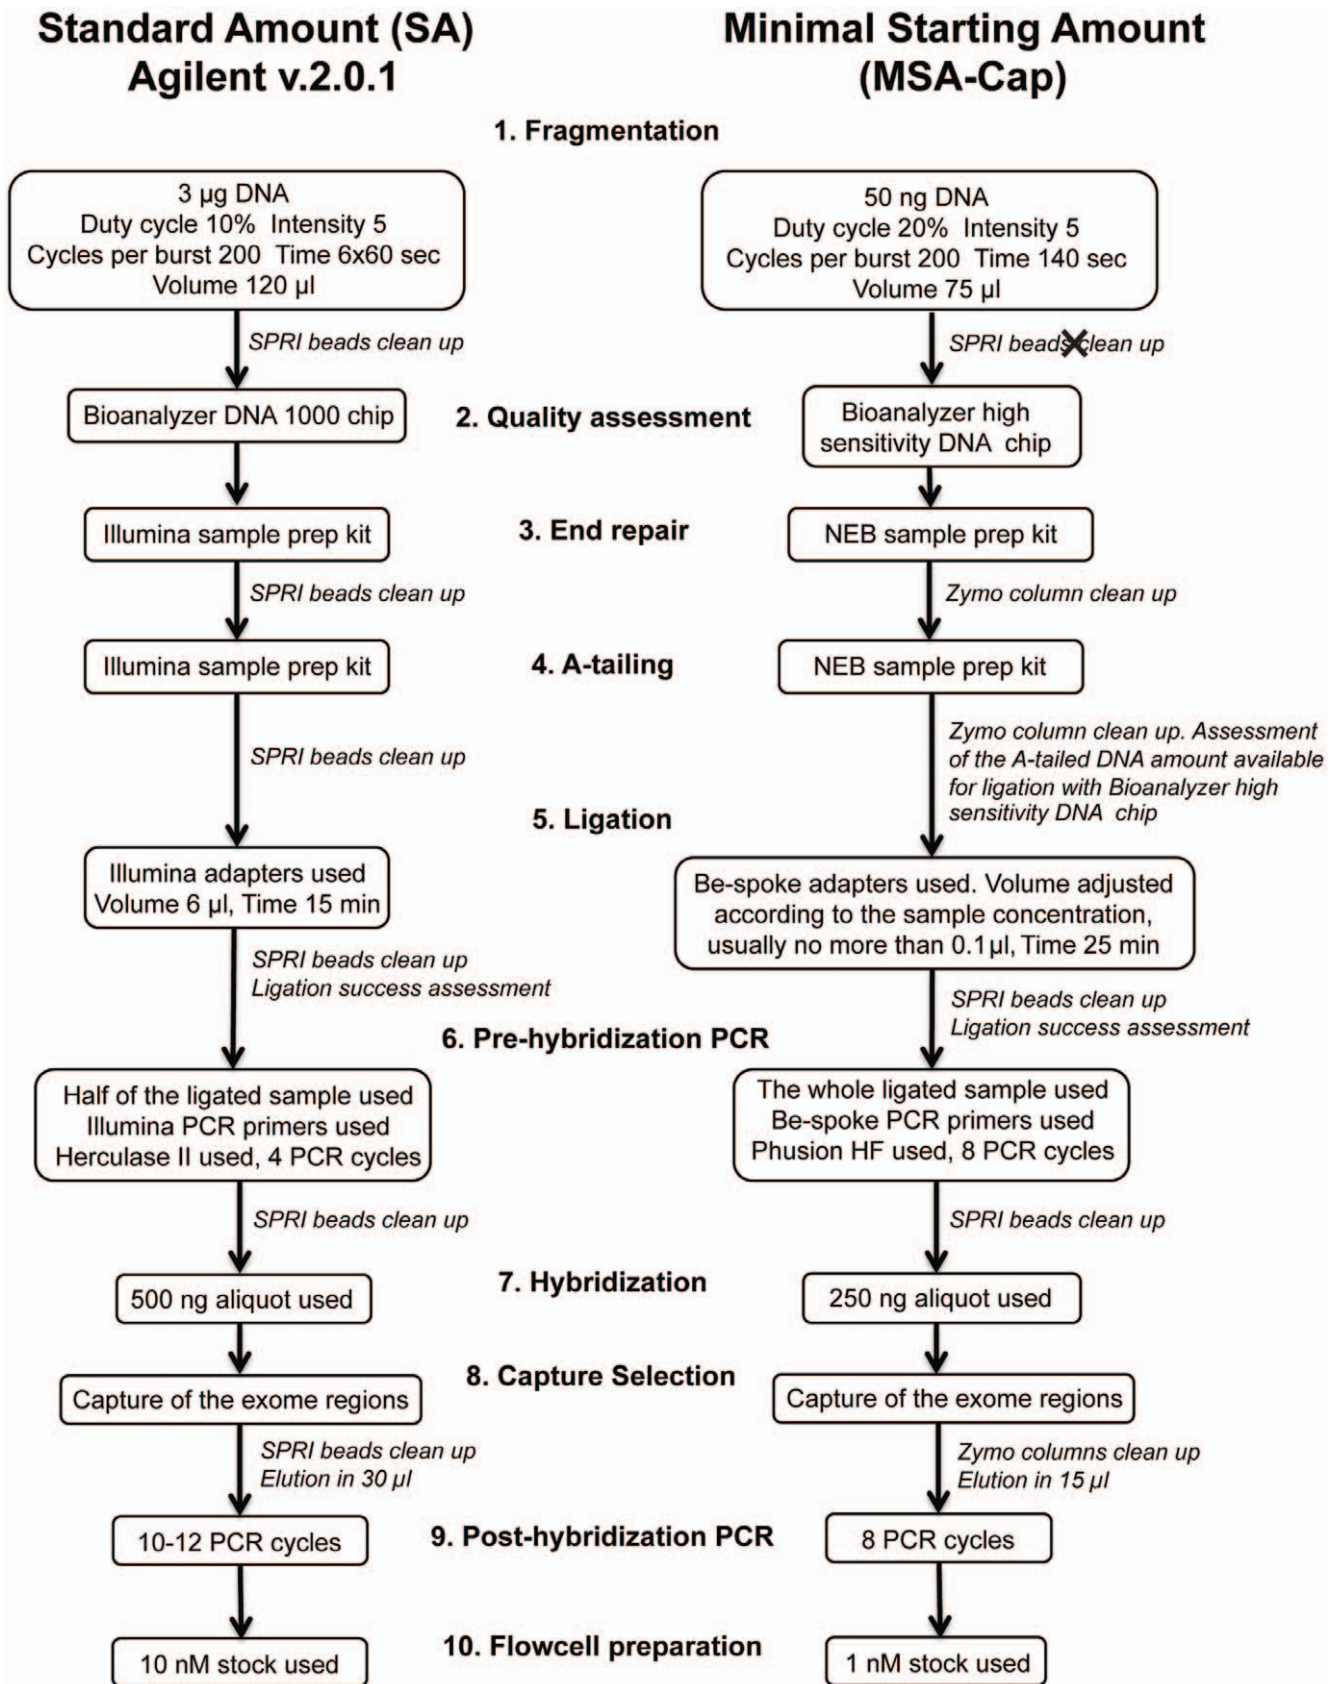 Standard Amount (SA)
Agilent v.2.0.1
Minimal Starting Amount
(MSA-Cap)
1. Fragmentation
3 µg DNA
Duty cycle 10% Intensity 5
Cycles per burst 200 Time 6x60 sec
Volume 120 µl
50 ng DNA
Duty cycle 20% Intensity 5
Cycles per burst 200 Time 140 sec
Volume 75 µl
SPRI beads clean up
SPRI beads clean up
2. Quality assessment
Bioanalyzer DNA 1000 chip
Bioanalyzer high
sensitivity DNA chip
3. End repair
Illumina sample prep kit
NEB sample prep kit
SPRI beads clean up
Zymo column clean up
4. A-tailing
Illumina sample prep kit
NEB sample prep kit
SPRI beads clean up
Zymo column clean up. Assessment
of the A-tailed DNA amount available
for ligation with Bioanalyzer high
sensitivity DNA chip
5. Ligation
Illumina adapters used
Volume 6 µl, Time 15 min
Be-spoke adapters used. Volume adjusted
according to the sample concentration,
usually no more than 0.1µl, Time 25 min
SPRI beads clean up
Ligation success assessment
SPRI beads clean up
Ligation success assessment
6. Pre-hybridization PCR
Half of the ligated sample used
Illumina PCR primers used
Herculase II used, 4 PCR cycles
The whole ligated sample used
Be-spoke PCR primers used
Phusion HF used, 8 PCR cycles
SPRI beads clean up
SPRI beads clean up
7. Hybridization
500 ng aliquot used
250 ng aliquot used
8. Capture Selection
Capture of the exome regions
Capture of the exome regions
SPRI beads clean up
Elution in 30 µl
Zymo columns clean up
Elution in 15 µl
9. Post-hybridization PCR
10-12 PCR cycles
8 PCR cycles
10. Flowcell preparation
10 nM stock used
1 nM stock used